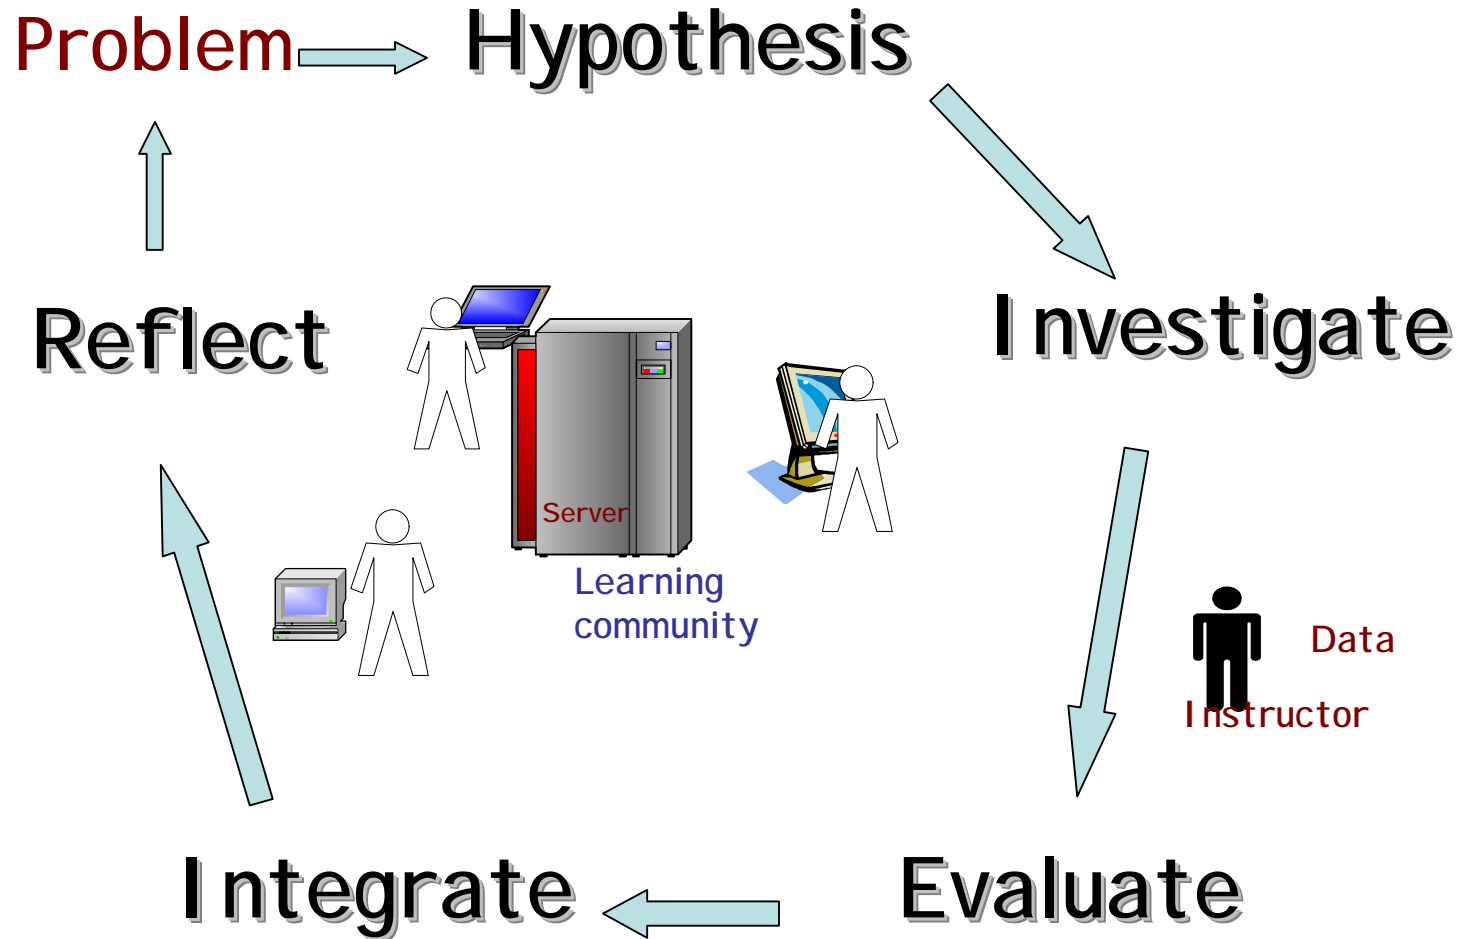 Problem
Hypothesis
Reflect
Investigate
Server
Learning
community
Data
Instructor
Integrate
Evaluate